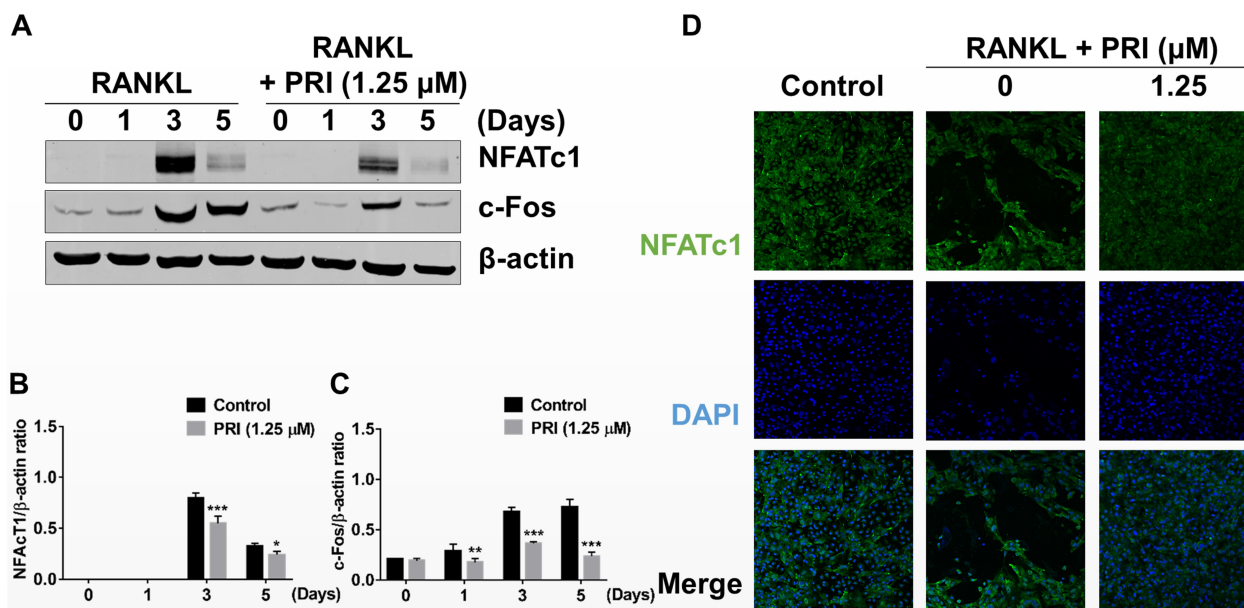 A
RANKL
RANKL
+ PRI (1.25 μM)
0 1 3 5 0 1 3 5 (Days)
NFATc1
c-Fos
β-actin
B
Control
PRI (1.25 μM)
NFAcT1/β-actin ratio
1.5
1.0
0.5
0.0
***
*
0 1 3 5 (Days)
C
Control
PRI (1.25 μM)
c-Fos/β-actin ratio
1.5
1.0
0.5
0.0
**
***
***
0 1 3 5 (Days)
D
RANKL + PRI (μM)
Control 0 1.25
NFATc1
DAPI
Merge